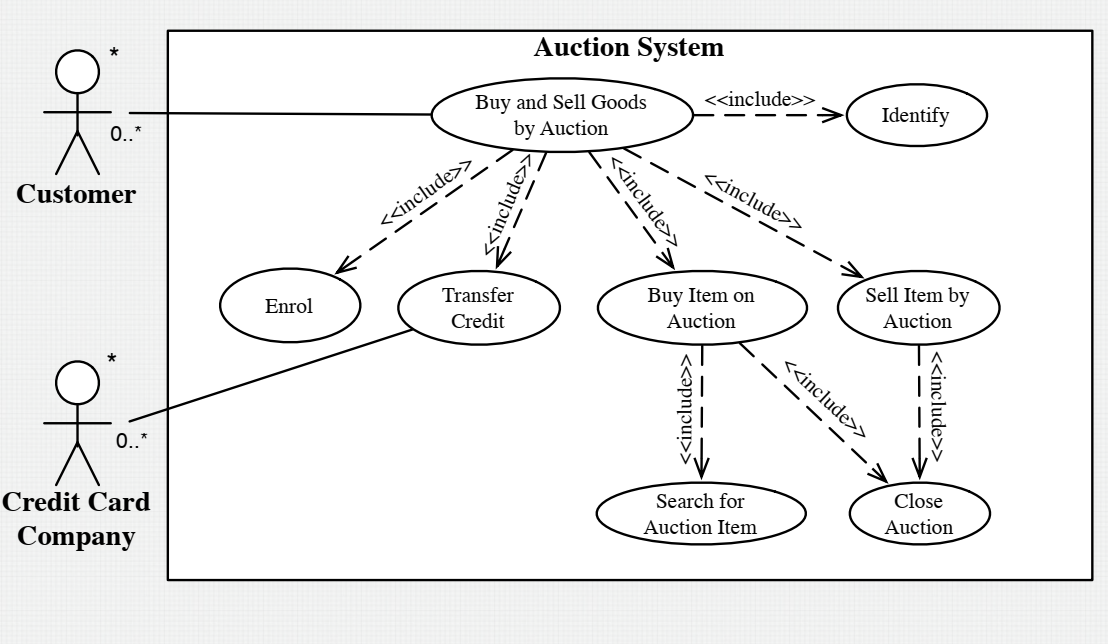 Auction System
*
0..*
Customer
Buy and Sell Goods
by Auction
<<include>>
Identify
<<include>>
<<include>>
<<include>>
<<include>>
Enrol
Transfer
Credit
Buy Item on
Auction
Sell Item by
Auction
*
0..*
Credit Card
Company
<<include>>
<<include>>
<<include>>
Search for
Auction Item
Close
Auction